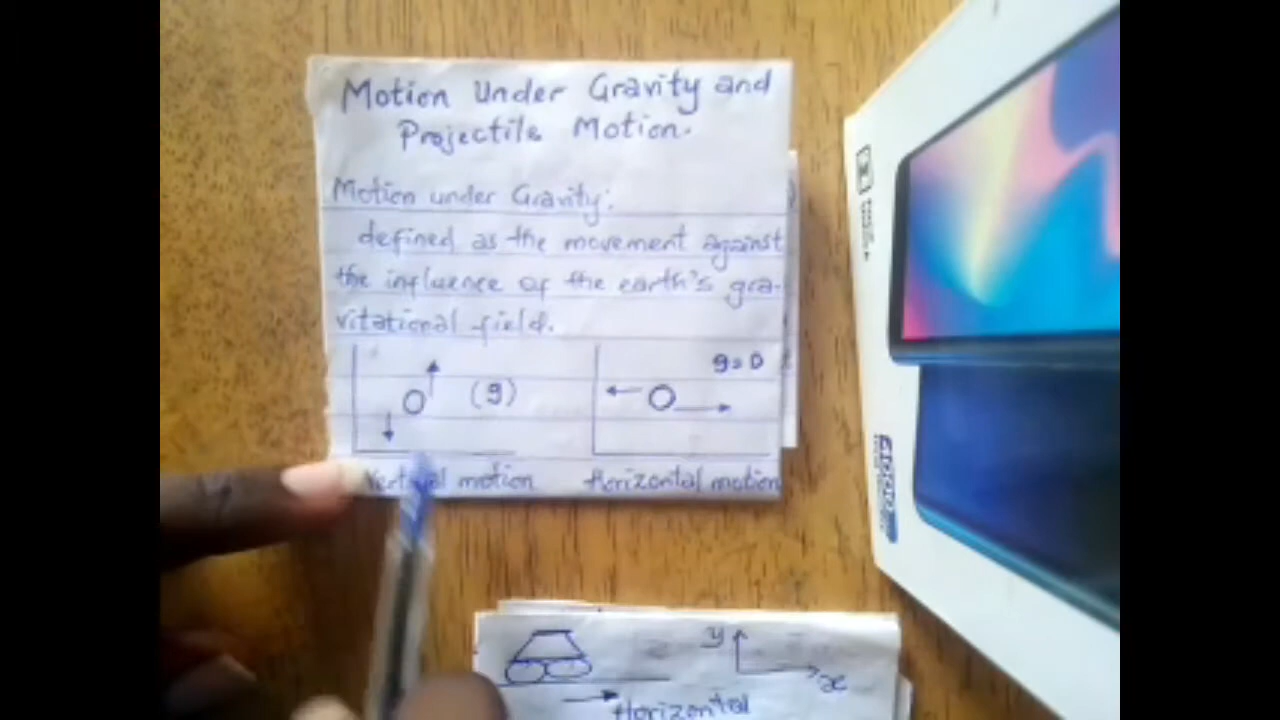 Motion Under Gravity and
Projectile Motion.
Motion under Gravity:
defined as the movement against
the influence of the earth's gra-
vitational field.
(g)
g=0
Vertical motion
Horizontal motion
y
x
Horizontal